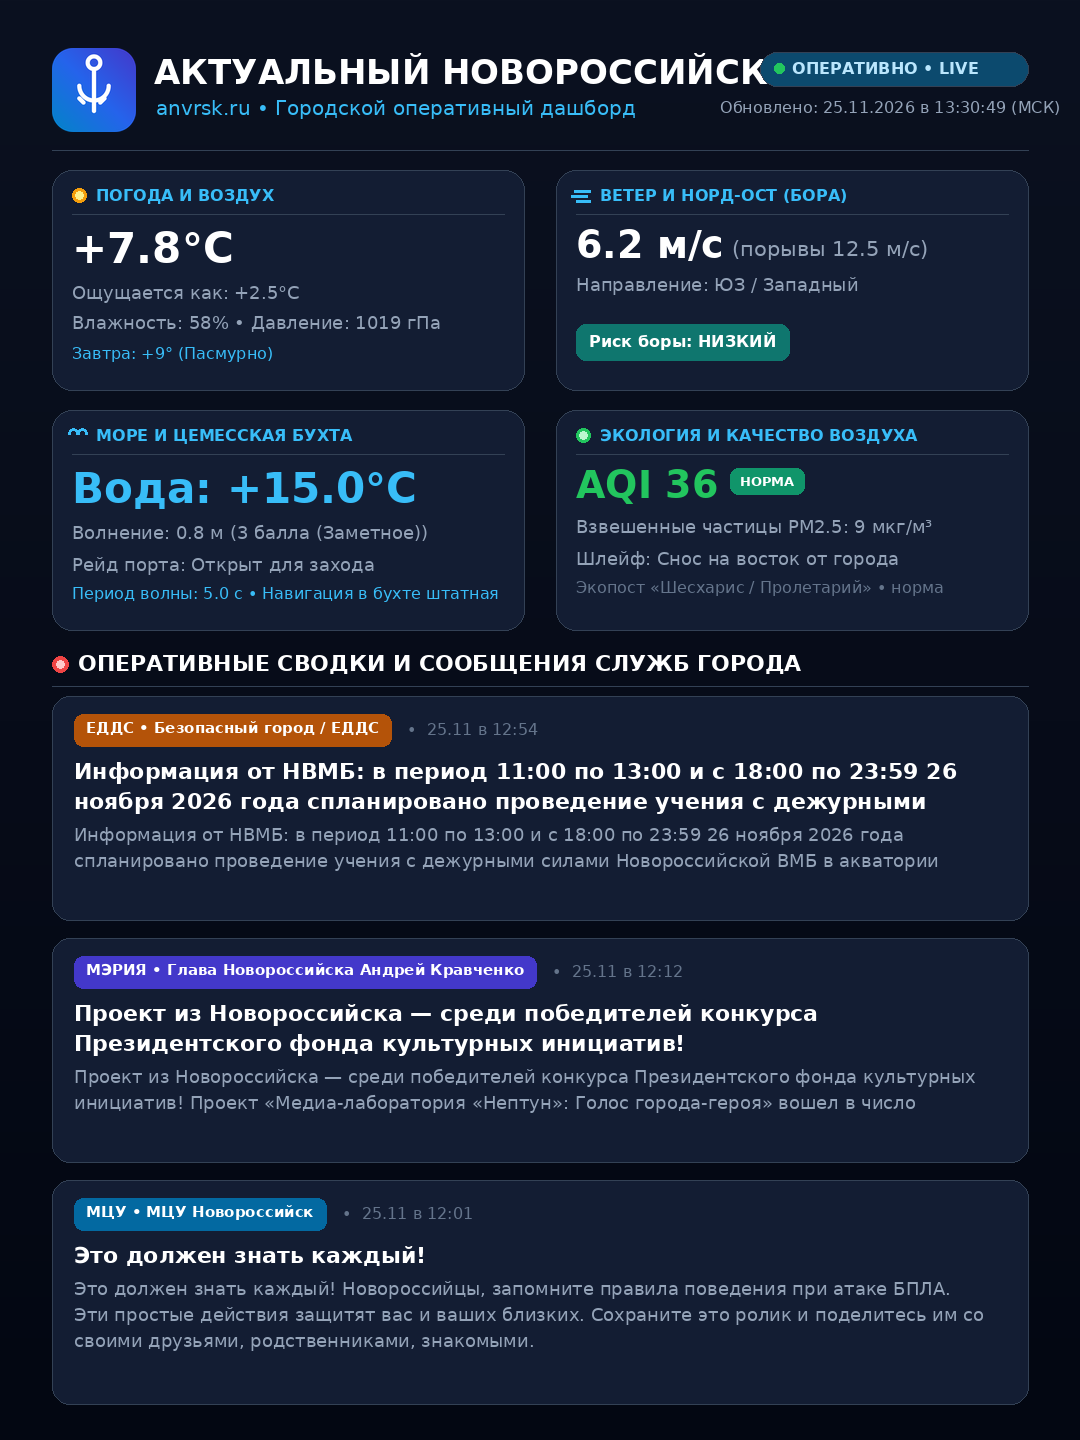 АКТУАЛЬНЫЙ НОВОРОССИЙСК
ОПЕРАТИВНО • LIVE
anvrsk.ru • Городской оперативный дашборд
Обновлено: 25.11.2026 в 13:30:49 (МСК)
ПОГОДА И ВОЗДУХ
+7.8°C
Ощущается как: +2.5°C
Влажность: 58% • Давление: 1019 гПа
Завтра: +9° (Пасмурно)
ВЕТЕР И НОРД-ОСТ (БОРА)
6.2 м/с (порывы 12.5 м/с)
Направление: ЮЗ / Западный
Риск боры: НИЗКИЙ
МОРЕ И ЦЕМЕССКАЯ БУХТА
Вода: +15.0°C
Волнение: 0.8 м (3 балла (Заметное))
Рейд порта: Открыт для захода
Период волны: 5.0 с • Навигация в бухте штатная
ЭКОЛОГИЯ И КАЧЕСТВО ВОЗДУХА
AQI 36 НОРМА
Взвешенные частицы PM2.5: 9 мкг/м³
Шлейф: Снос на восток от города
Экопост «Шесхарис / Пролетарий» • норма
ОПЕРАТИВНЫЕ СВОДКИ И СООБЩЕНИЯ СЛУЖБ ГОРОДА
ЕДДС • Безопасный город / ЕДДС • 25.11 в 12:54
Информация от НВМБ: в период 11:00 по 13:00 и с 18:00 по 23:59 26
ноября 2026 года спланировано проведение учения с дежурными
Информация от НВМБ: в период 11:00 по 13:00 и с 18:00 по 23:59 26 ноября 2026 года
спланировано проведение учения с дежурными силами Новороссийской ВМБ в акватории
МЭРИЯ • Глава Новороссийска Андрей Кравченко • 25.11 в 12:12
Проект из Новороссийска — среди победителей конкурса
Президентского фонда культурных инициатив!
Проект из Новороссийска — среди победителей конкурса Президентского фонда культурных
инициатив! Проект «Медиа-лаборатория «Нептун»: Голос города-героя» вошел в число
МЦУ • МЦУ Новороссийск • 25.11 в 12:01
Это должен знать каждый!
Это должен знать каждый! Новороссийцы, запомните правила поведения при атаке БПЛА.
Эти простые действия защитят вас и ваших близких. Сохраните это ролик и поделитесь им со
своими друзьями, родственниками, знакомыми.